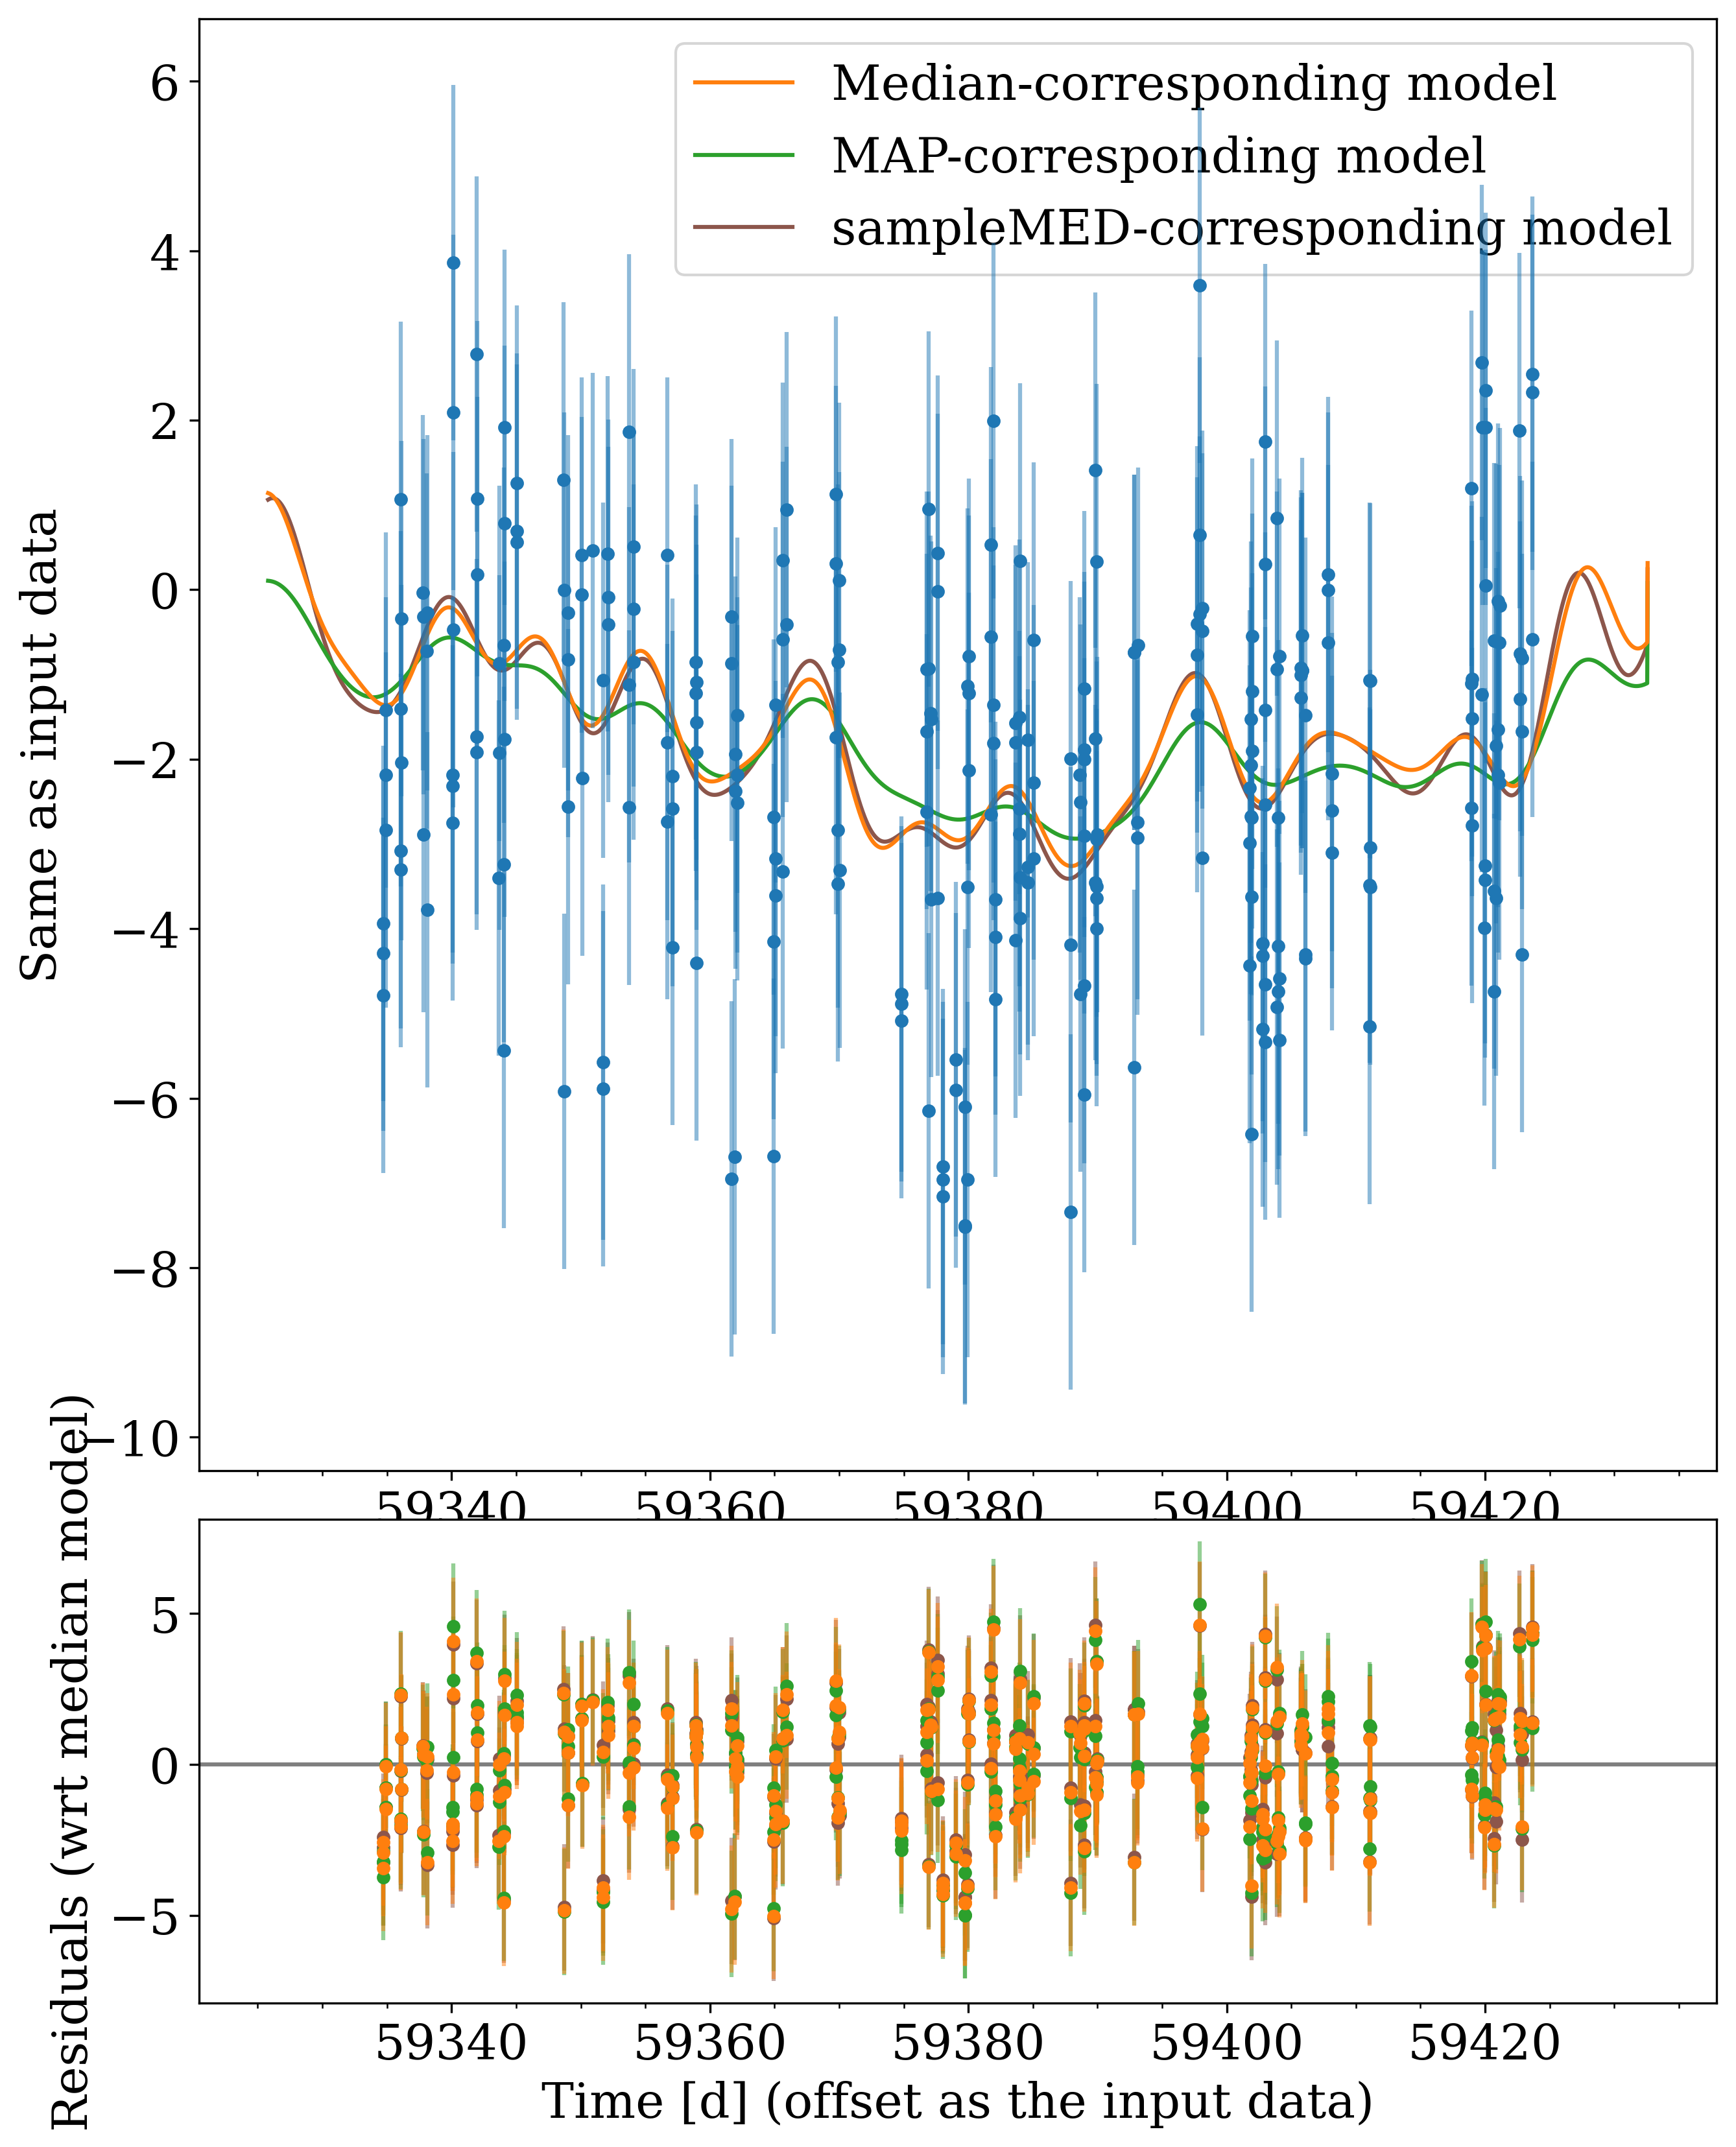 Median-corresponding model
MAP-corresponding model
sampleMED-corresponding model
6
4
2
0
−2
−4
−6
−8
−10
Same as input data
59340 59360 59380 59400 59420
5
0
−5
Residuals (wrt median model)
59340 59360 59380 59400 59420
Time [d] (offset as the input data)